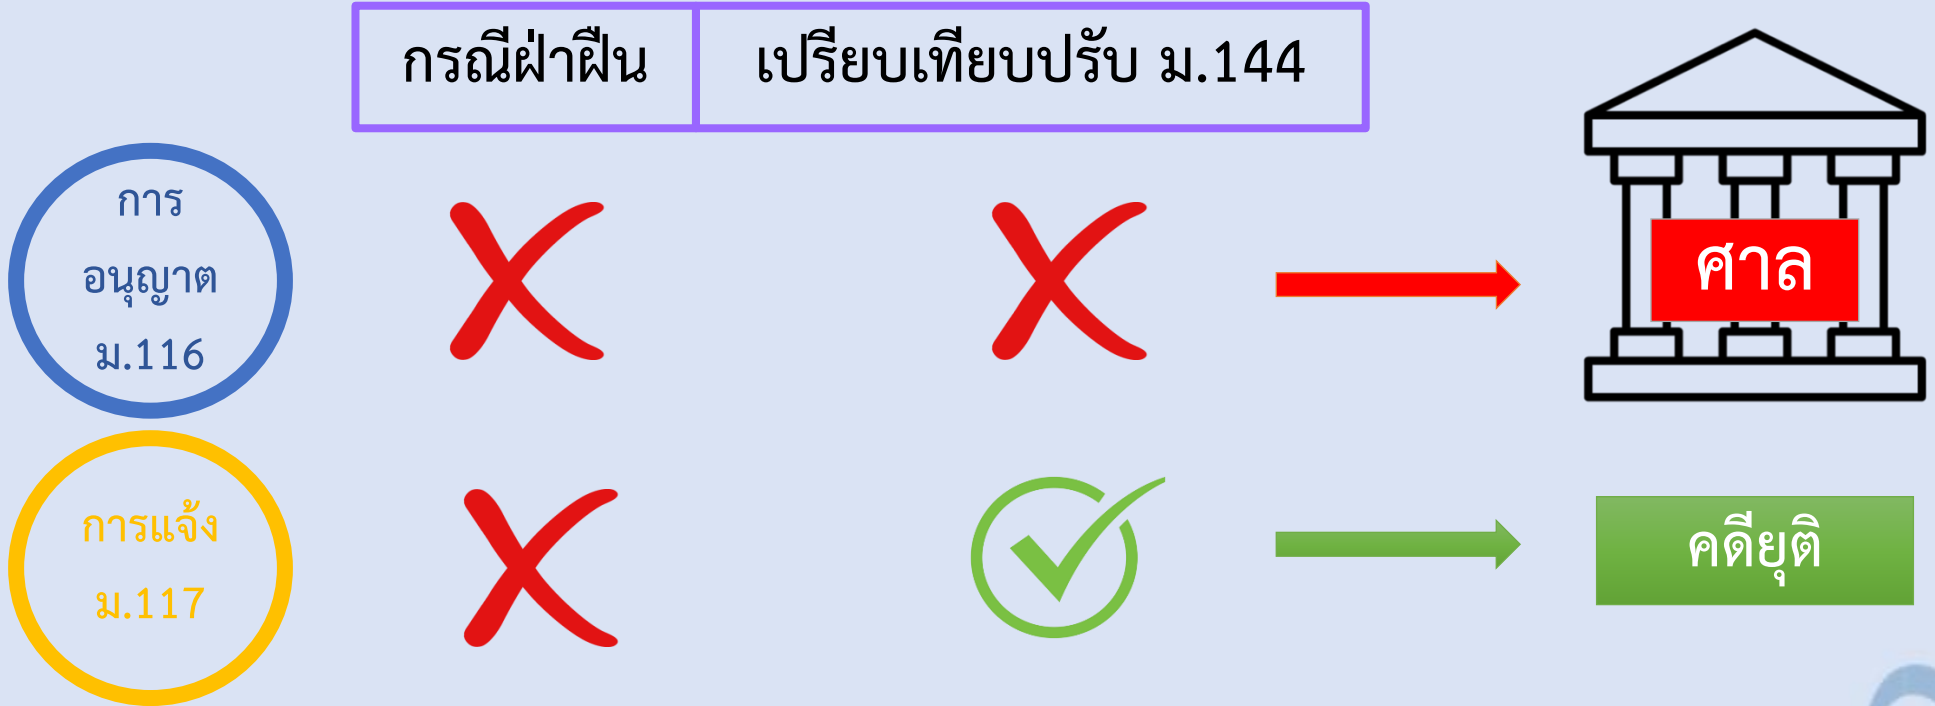 กรณีฝ่าฝืน
เปรียบเทียบปรับ ม.144
การ
อนุญาต
ม.116
ศาล
การแจ้ง
ม.117
คดียุติ